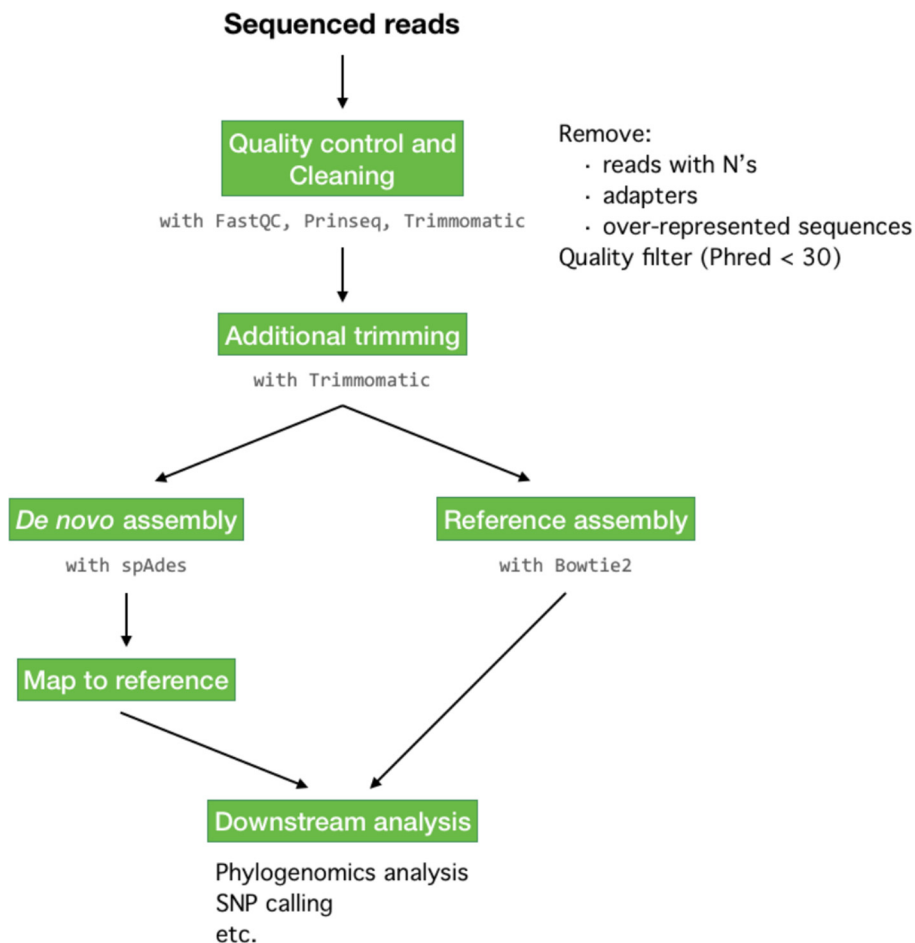 Sequenced reads
Quality control and
Cleaning
with FastQC, Prinseq, Trimmomatic
Remove:
· reads with N's
· adapters
· over-represented sequences
Quality filter (Phred < 30)
Additional trimming
with Trimmomatic
De novo assembly
with spAdes
Reference assembly
with Bowtie2
Map to reference
Downstream analysis
Phylogenomics analysis
SNP calling
etc.